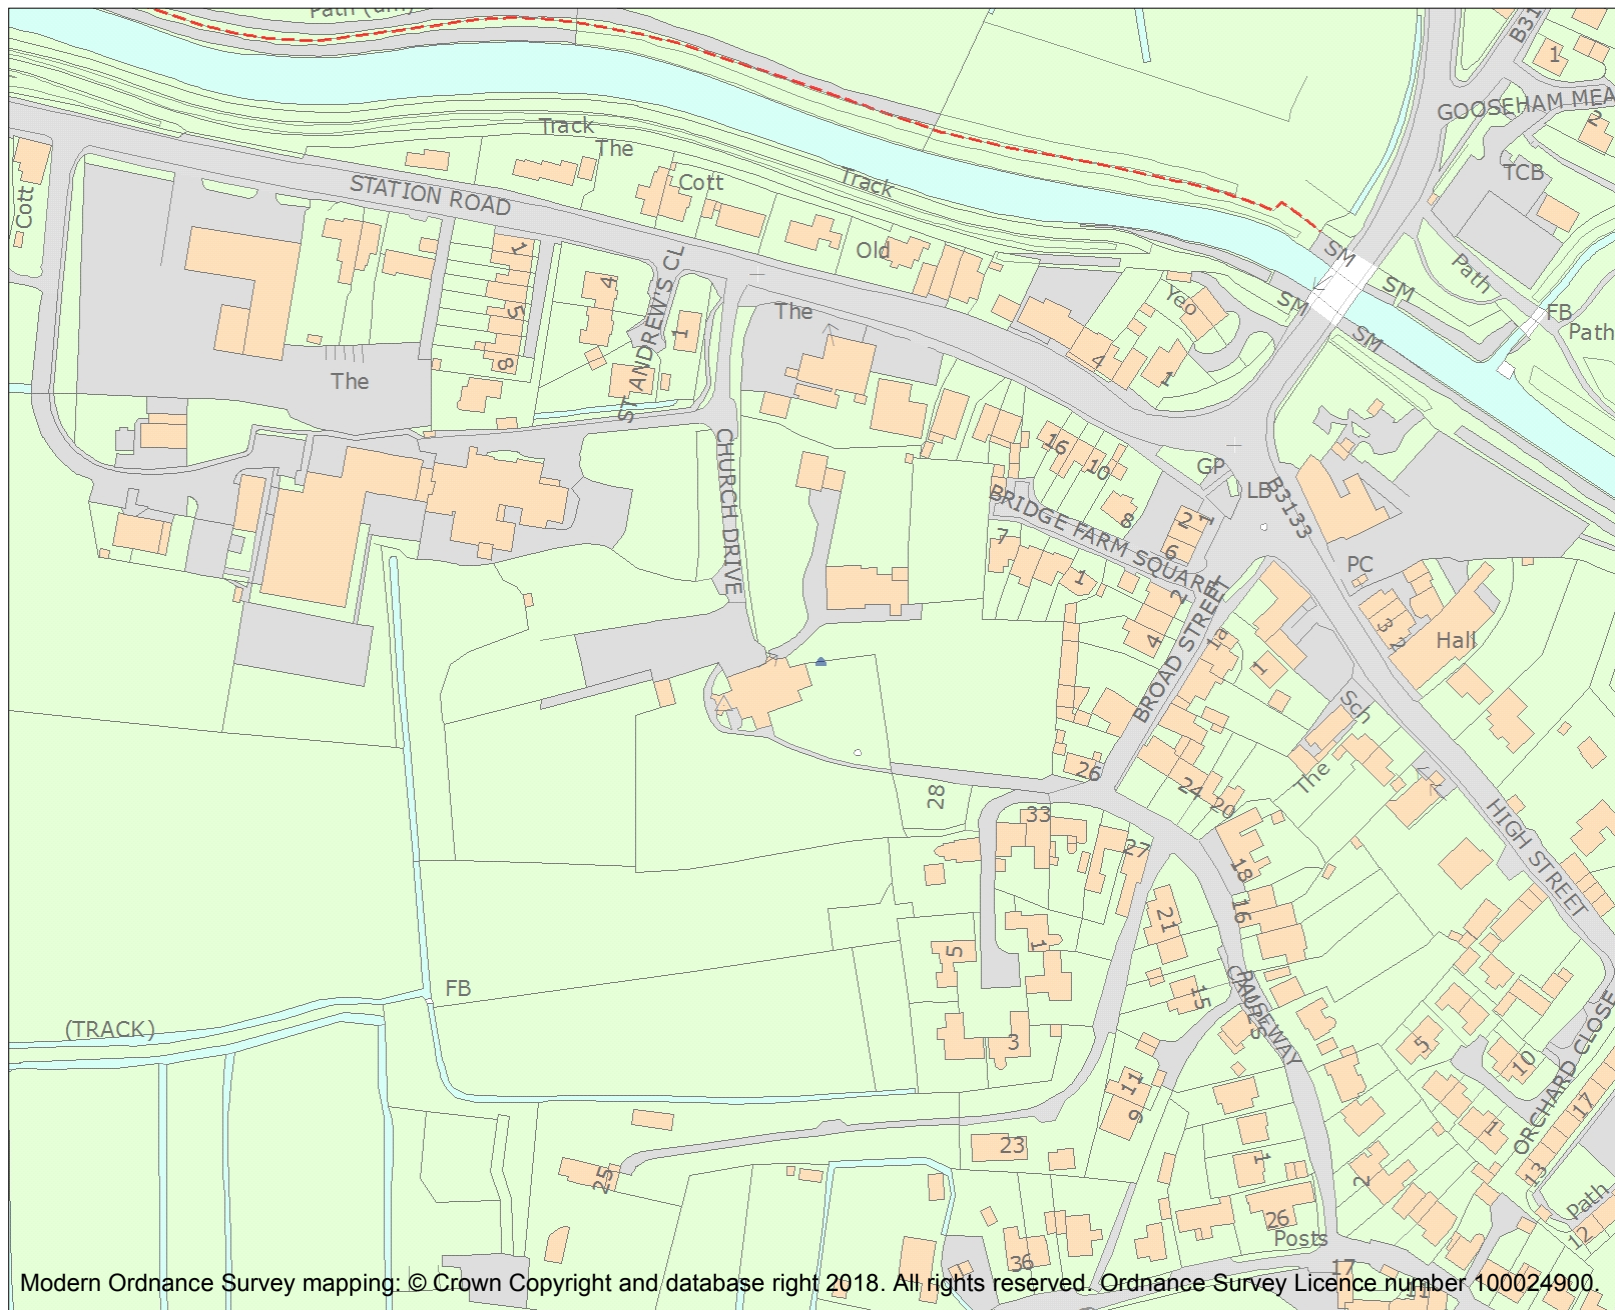 Path (um)
B31
1
GOOSEHAM MEA
2
TCB
Track
The
Cott
Cott
Track
STATION ROAD
Old
SM
SM
SM
SM
Path
FB
Path
Yeo
1
5
8
4
1
ST ANDREW'S CL
The
The
4
1
CHURCH DRIVE
16
10
8
GP
LB
B3133
BRIDGE FARM SQUARE
7
1
2
1
6
2
4
PC
3
2
Hall
BROAD STREET
1a
1
Sch
The
26
24
20
28
33
27
18
16
HIGH STREET
21
5
1
15
3
CAUSEWAY
FB
(TRACK)
11
9
5
10
ORCHARD CLOSE
17
1
13
23
25
1
2
26
Posts
Path
12
36
17
11
Modern Ordnance Survey mapping: © Crown Copyright and database right 2018. All rights reserved. Ordnance Survey Licence number 100024900.